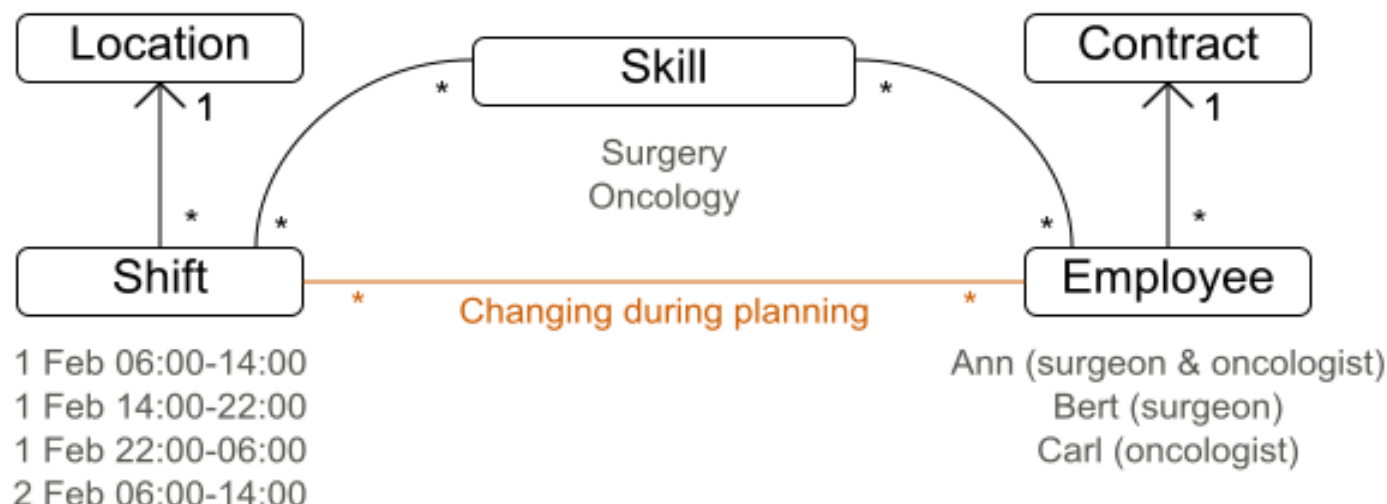 Location
Skill
Contract
1
*
*
1
Surgery
Oncology
*
*
*
*
Shift
Employee
*
Changing during planning
*
1 Feb 06:00-14:00
1 Feb 14:00-22:00
1 Feb 22:00-06:00
2 Feb 06:00-14:00
Ann (surgeon & oncologist)
Bert (surgeon)
Carl (oncologist)